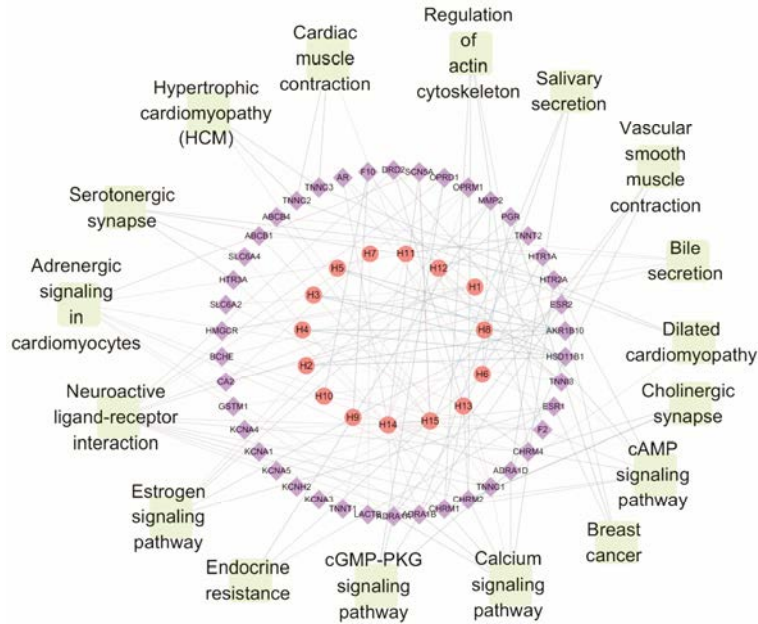 Regulation
of
actin
cytoskeleton
Cardiac
muscle
contraction
Salivary
secretion
Hypertrophic
cardiomyopathy
(HCM)
Vascular
smooth
muscle
contraction
Serotonergic
synapse
Bile
secretion
Adrenergic
signaling
in
cardiomyocytes
Dilated
cardiomyopathy
Neuroactive
ligand-receptor
interaction
Cholinergic
synapse
cAMP
signaling
pathway
Estrogen
signaling
pathway
Breast
cancer
Endocrine
resistance
cGMP-PKG
signaling
pathway
Calcium
signaling
pathway
F10
DRD2
SCN5A
OPRD1
OPRM1
MMP2
PGR
TNNT2
HTR1A
HTR2A
ESR2
AKR1B10
HSD11B1
TNNI3
ESR1
F2
CHRM4
ADRA1D
TNNC1
CHRM2
CHRM1
ADRA1B
ADRA1A
LACTB
TNNT1
KCNA3
KCNH2
KCNA5
KCNA1
KCNA4
GSTM1
CA2
BCHE
HMGCR
SLC6A2
HTR3A
SLC6A4
ABCB1
ABCB4
TNNC2
TNNC3
AR
H11
H12
H1
H8
H6
H13
H15
H14
H9
H10
H2
H4
H3
H5
H7